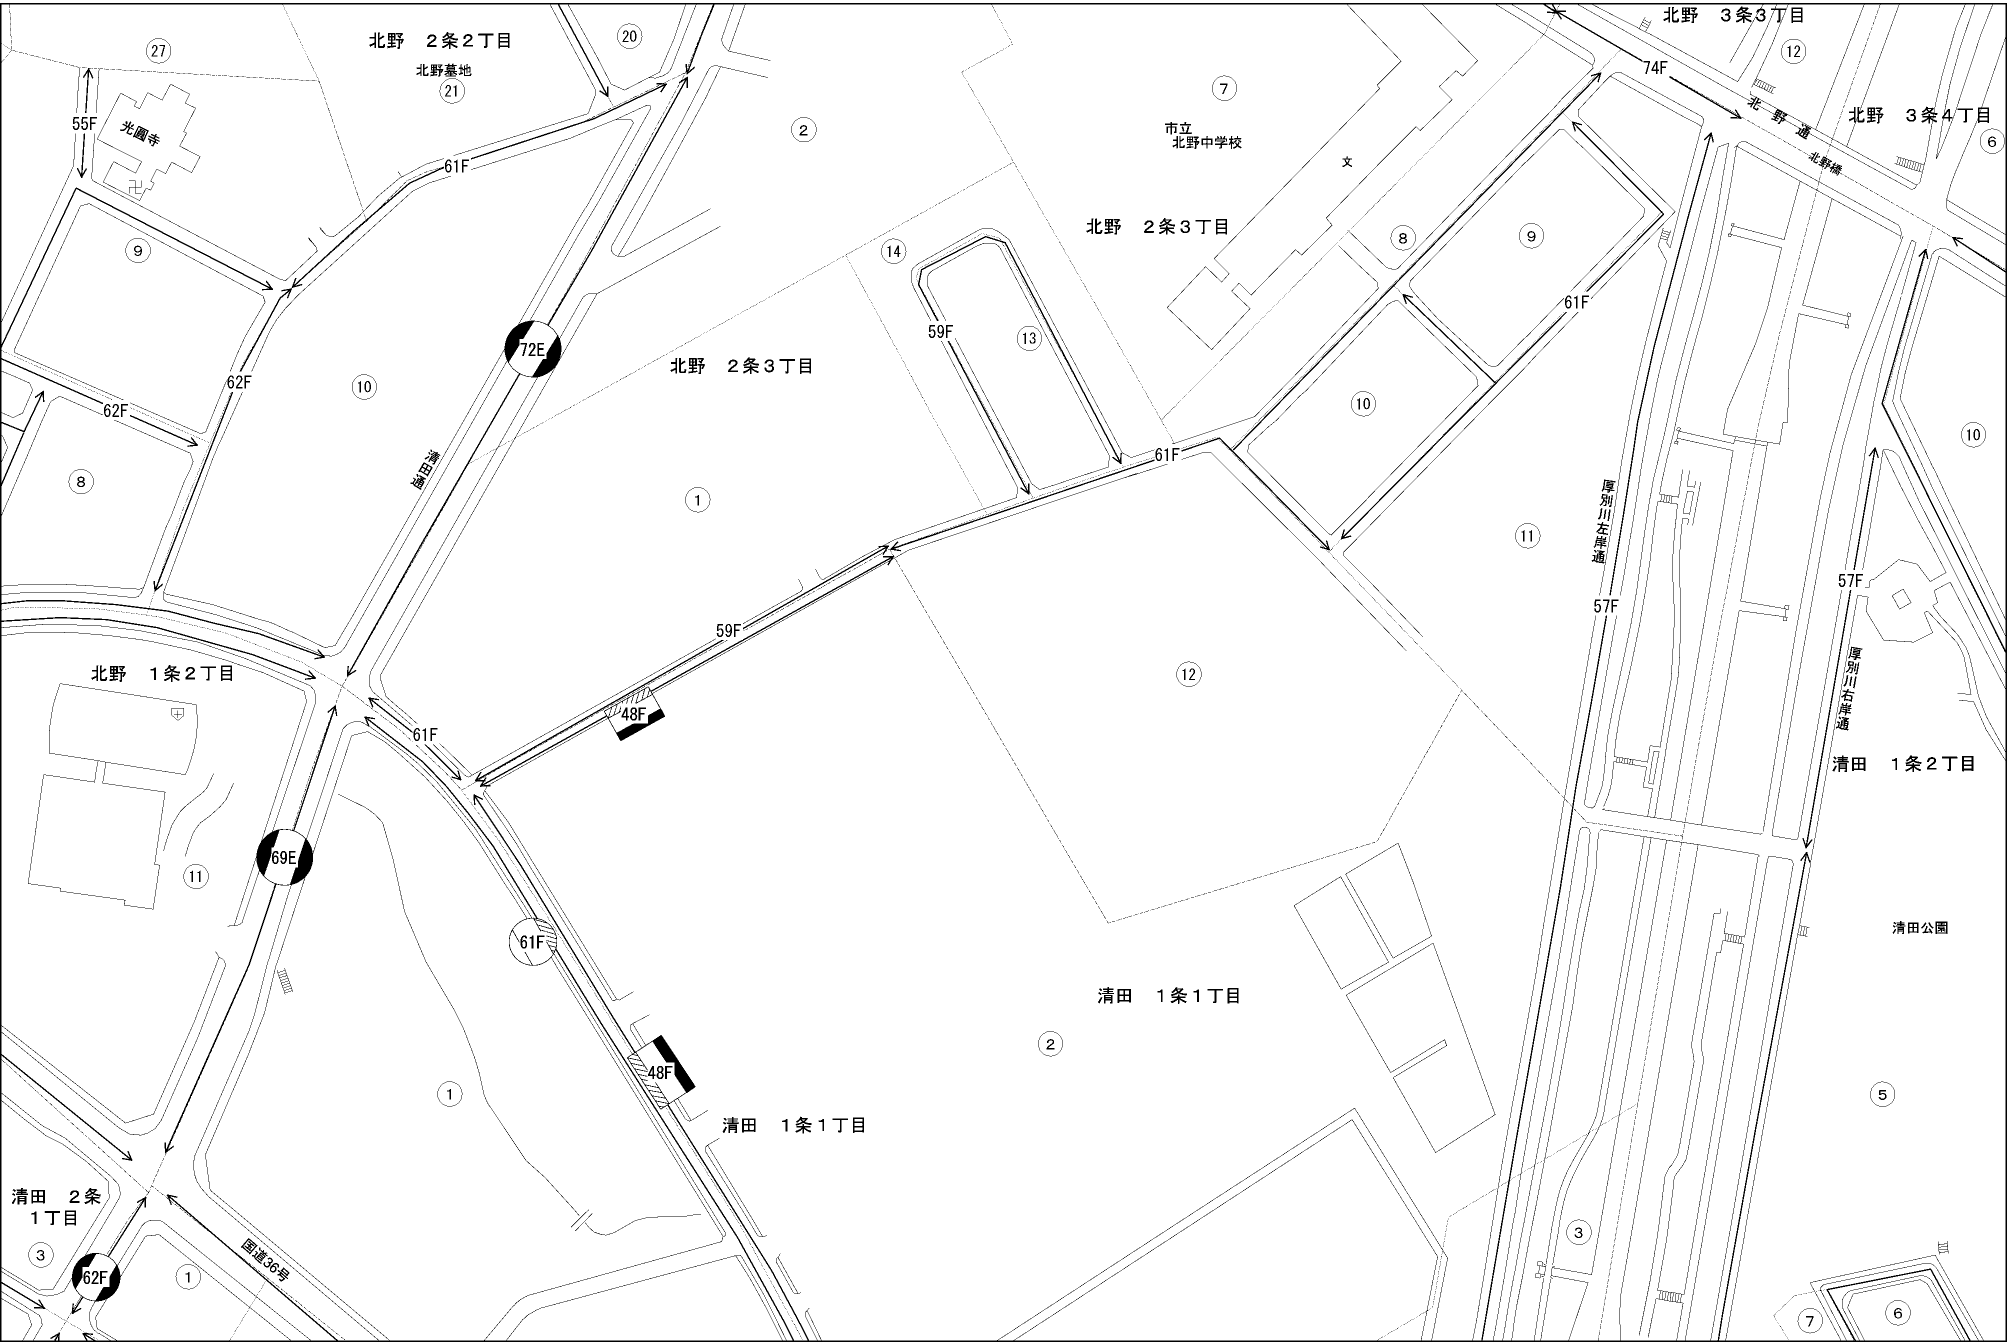 北野　３条３丁目
北野　２条２丁目
北野墓地
27
20
21
12
74F
7
2
北野通
北野　３条４丁目
6
北野橋
55F
光圓寺
卍
61F
市立
北野中学校
文
北野　２条３丁目
8
9
9
14
13
59F
61F
72E
北野　２条３丁目
10
62F
62F
10
10
清田通
8
1
61F
11
厚別川左岸通
12
59F
57F
57F
厚別川右岸通
北野　１条２丁目
48F
61F
清田　１条２丁目
69E
11
61F
清田公園
清田　１条１丁目
2
48F
1
清田　１条１丁目
5
清田　２条
１丁目
3
62F
1
国道36号
3
7
6